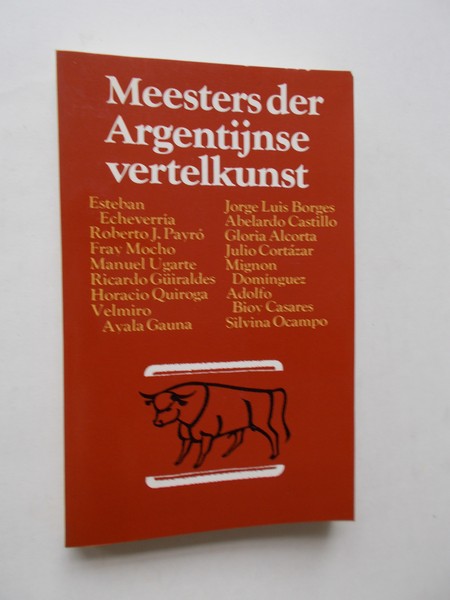 Meesters der
Argentijnse
vertelkunst
Esteban
Echeverria
Roberto J. Payró
Fray Mocho
Manuel Ugarte
Ricardo Güiraldes
Horacio Quiroga
Velmiro
Ayala Gauna
Jorge Luis Borges
Abelardo Castillo
Gloria Alcorta
Julio Cortázar
Mignon
Domínguez
Adolfo
Bioy Casares
Silvina Ocampo